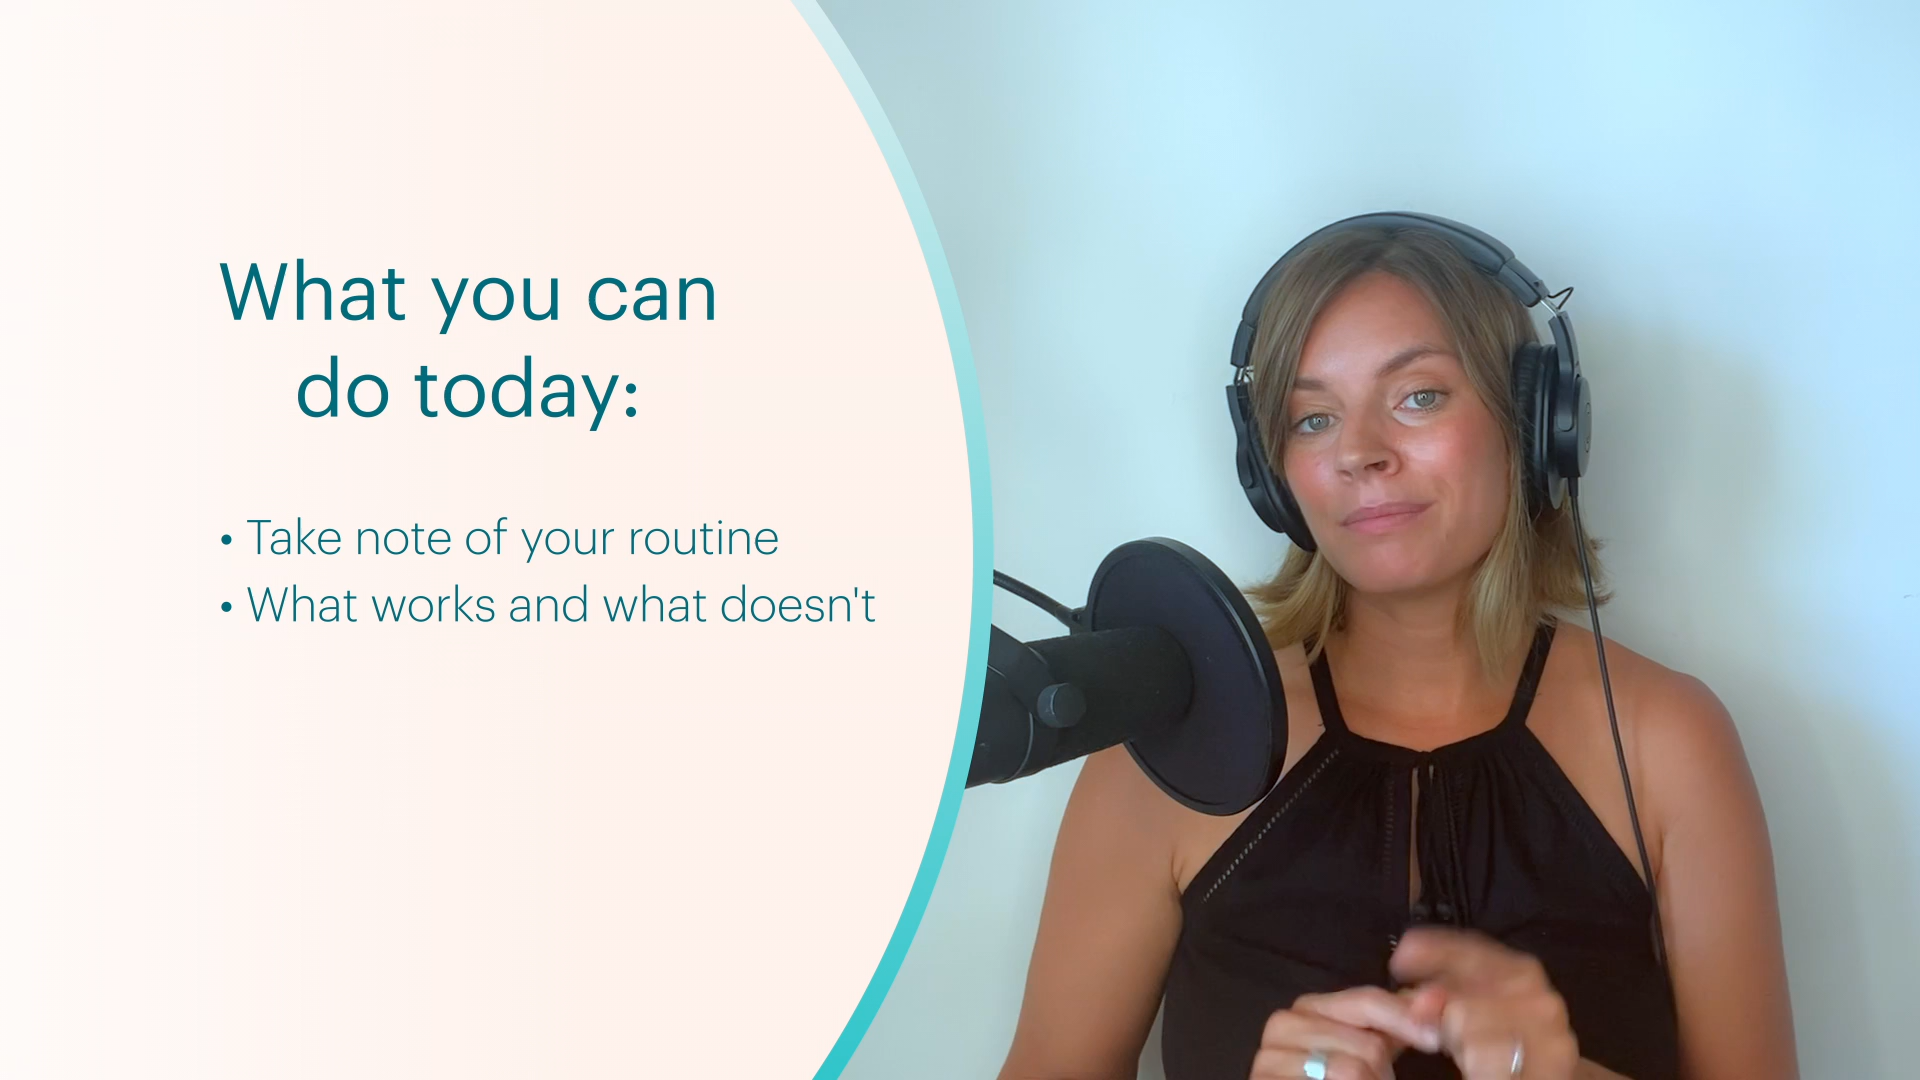 What you can
do today:
• Take note of your routine
• What works and what doesn't